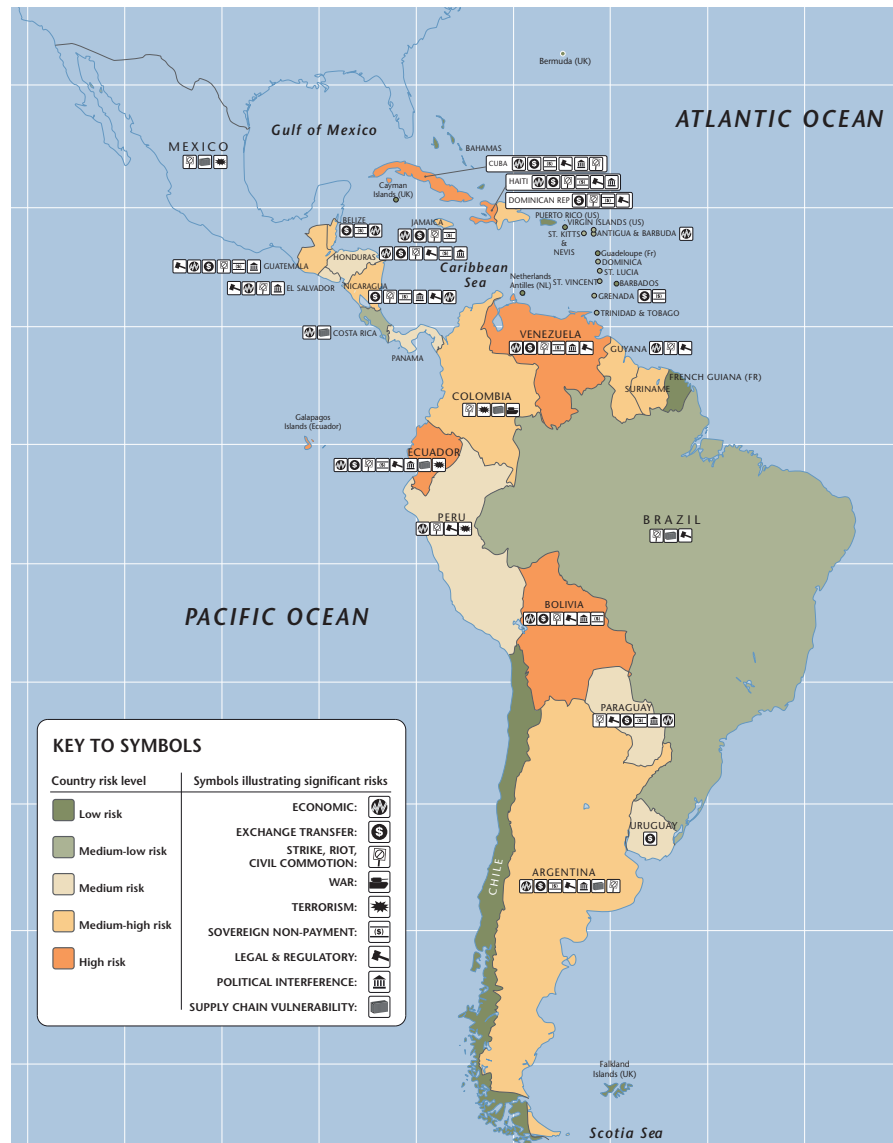 Bermuda (UK)
ATLANTIC OCEAN
Gulf of Mexico
MEXICO
BAHAMAS
CUBA
HAITI
DOMINICAN REP
Cayman
Islands (UK)
PUERTO RICO (US)
VIRGIN ISLANDS (US)
ANTIGUA & BARBUDA
ST. KITTS
&
NEVIS
BELIZE
JAMAICA
HONDURAS
GUATEMALA
Guadeloupe (Fr)
DOMINICA
Caribbean
Sea
ST. LUCIA
Netherlands
Antilles (NL)
ST. VINCENT
BARBADOS
EL SALVADOR
NICARAGUA
GRENADA
TRINIDAD & TOBAGO
COSTA RICA
PANAMA
VENEZUELA
GUYANA
FRENCH GUIANA (FR)
SURINAME
COLOMBIA
Galapagos
Islands (Ecuador)
ECUADOR
PERU
BRAZIL
PACIFIC OCEAN
BOLIVIA
PARAGUAY
URUGUAY
CHILE
ARGENTINA
KEY TO SYMBOLS
Country risk level
Symbols illustrating significant risks
Low risk
Medium-low risk
Medium risk
Medium-high risk
High risk
ECONOMIC:
EXCHANGE TRANSFER:
STRIKE, RIOT,
CIVIL COMMOTION:
WAR:
TERRORISM:
SOVEREIGN NON-PAYMENT:
LEGAL & REGULATORY:
POLITICAL INTERFERENCE:
SUPPLY CHAIN VULNERABILITY:
Falkland
Islands (UK)
Scotia Sea